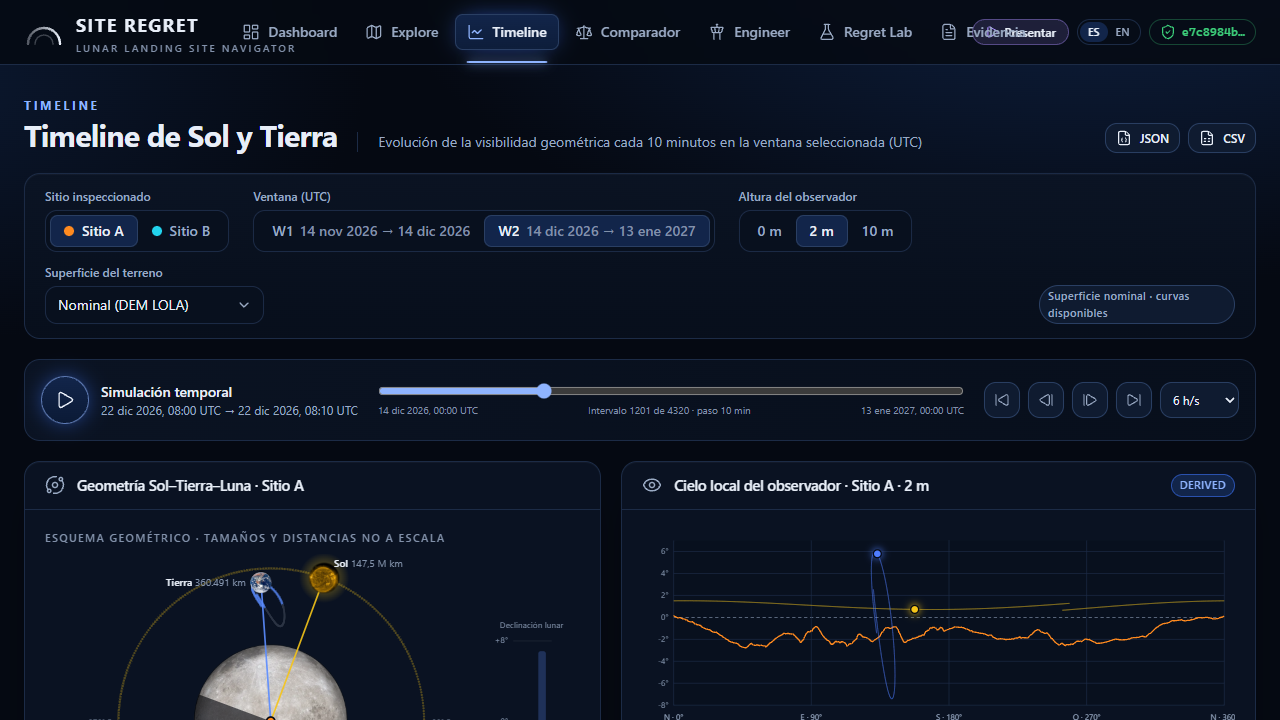 SITE REGRET
LUNAR LANDING SITE NAVIGATOR
Dashboard
Explore
Timeline
Comparador
Engineer
Regret Lab
Presentar
ES
EN
e7c8984b…
TIMELINE
Timeline de Sol y Tierra
Evolución de la visibilidad geométrica cada 10 minutos en la ventana seleccionada (UTC)
JSON
CSV
Sitio inspeccionado
Ventana (UTC)
Altura del observador
Sitio A
Sitio B
W1 14 nov 2026 → 14 dic 2026
W2 14 dic 2026 → 13 ene 2027
0 m
2 m
10 m
Superficie del terreno
Nominal (DEM LOLA)
Superficie nominal · curvas
disponibles
Simulación temporal
22 dic 2026, 08:00 UTC → 22 dic 2026, 08:10 UTC
14 dic 2026, 00:00 UTC
Intervalo 1201 de 4320 · paso 10 min
13 ene 2027, 00:00 UTC
6 h/s
Geometría Sol–Tierra–Luna · Sitio A
ESQUEMA GEOMÉTRICO · TAMAÑOS Y DISTANCIAS NO A ESCALA
Sol 147,5 M km
Tierra 360.491 km
Declinación lunar
+8°
Cielo local del observador · Sitio A · 2 m
DERIVED
6°
4°
2°
0°
-2°
-4°
-6°
-8°
N · 0°
E · 90°
S · 180°
O · 270°
N · 360